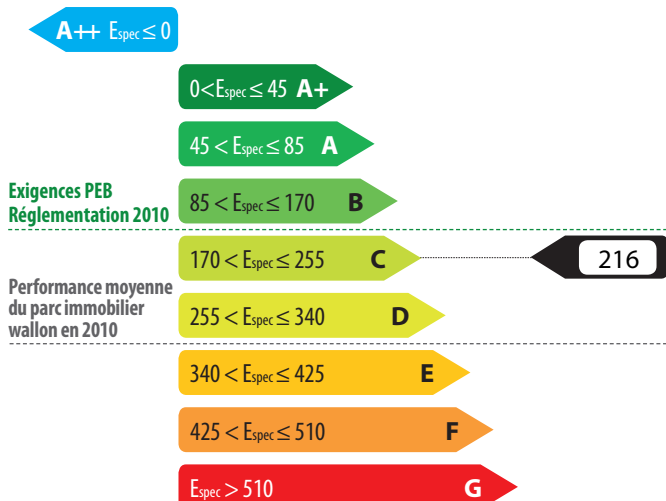 A++ Espec ≤ 0
0 < Espec ≤ 45 A+
45 < Espec ≤ 85 A
Exigences PEB
Réglementation 2010
85 < Espec ≤ 170 B
170 < Espec ≤ 255 C
216
Performance moyenne
du parc immobilier
wallon en 2010
255 < Espec ≤ 340 D
340 < Espec ≤ 425 E
425 < Espec ≤ 510 F
Espec > 510 G